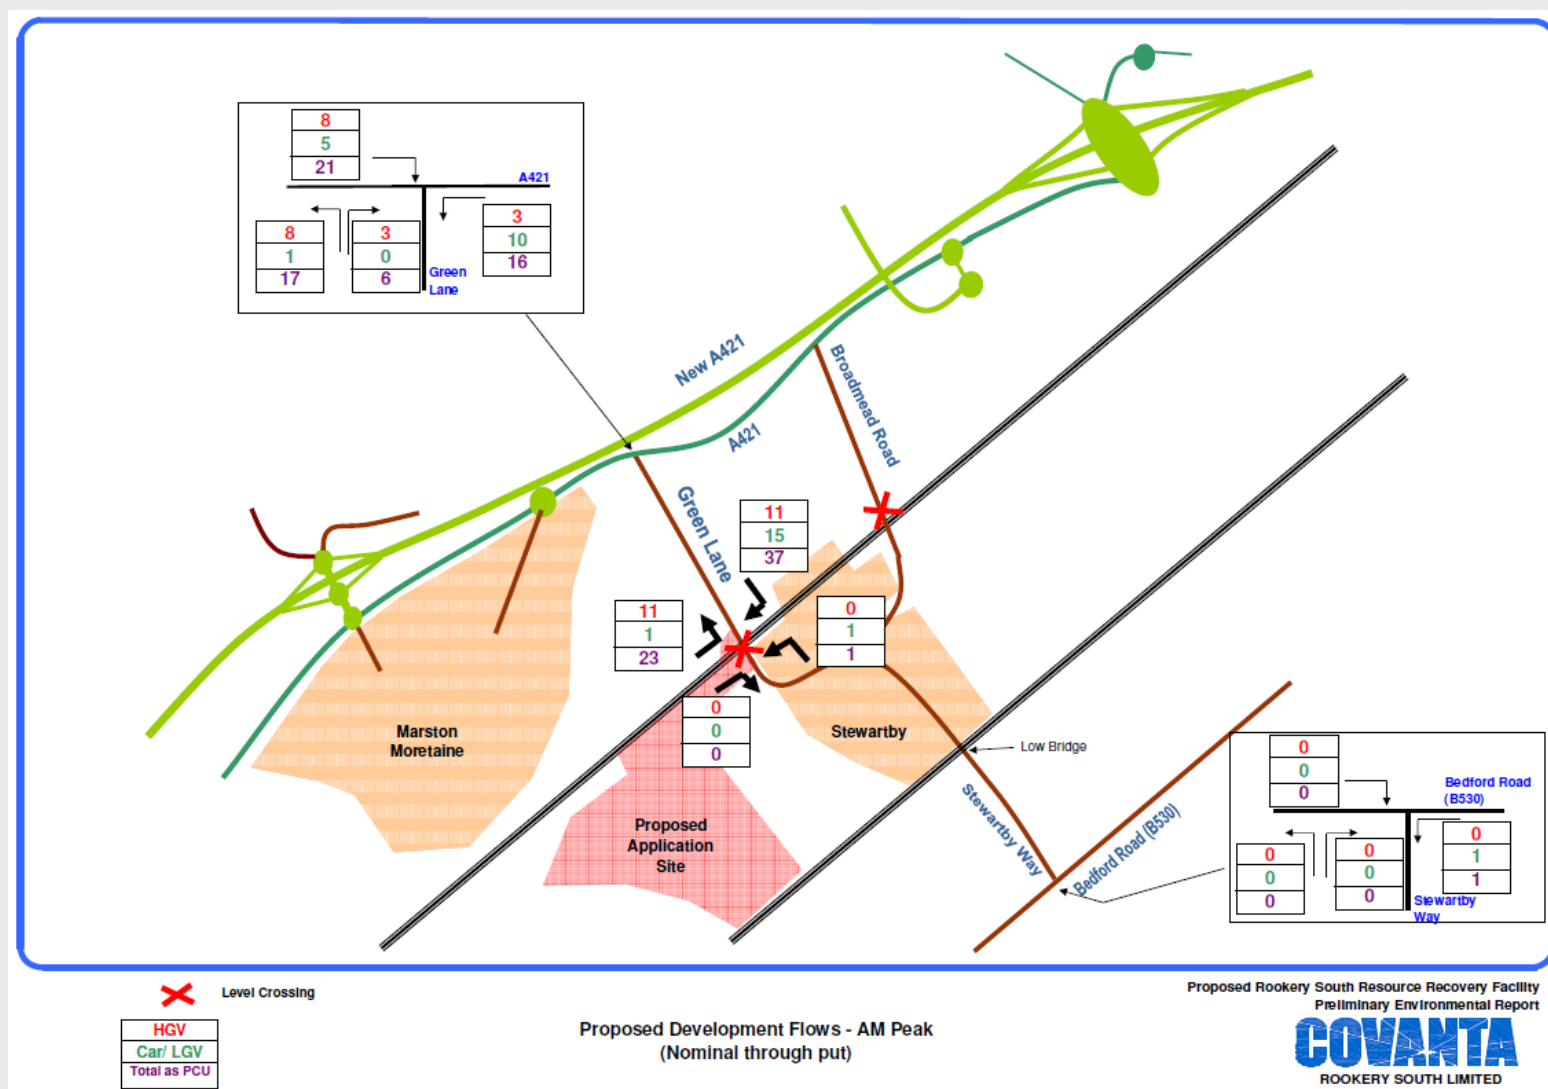 8
5
21
A421
8
1
17
3
0
6
3
10
16
Green
Lane
New A421
A421
Broadmead Road
Green Lane
11
15
37
11
1
23
0
1
1
0
0
0
Marston
Moretaine
Stewartby
Low Bridge
Proposed
Application
Site
Stewartby Way
Bedford Road (B530)
0
0
0
Bedford Road
(B530)
0
0
0
0
0
0
0
1
1
Stewartby
Way
Level Crossing
HGV
Car/ LGV
Total as PCU
Proposed Development Flows - AM Peak
(Nominal through put)
Proposed Rookery South Resource Recovery Facility
Preliminary Environmental Report
COVANTA
ROOKERY SOUTH LIMITED